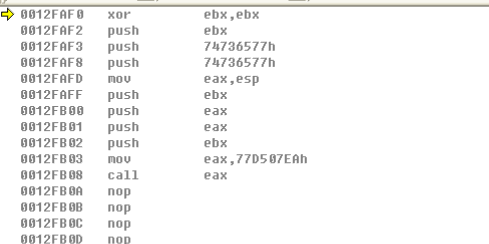 0012FAF0 xor ebx,ebx
0012FAF2 push ebx
0012FAF3 push 74736577h
0012FAF8 push 74736577h
0012FAFD mov eax,esp
0012FAFF push ebx
0012FB00 push eax
0012FB01 push eax
0012FB02 push ebx
0012FB03 mov eax,77D507EAh
0012FB08 call eax
0012FB0A nop
0012FB0B nop
0012FB0C nop
0012FB0D nop